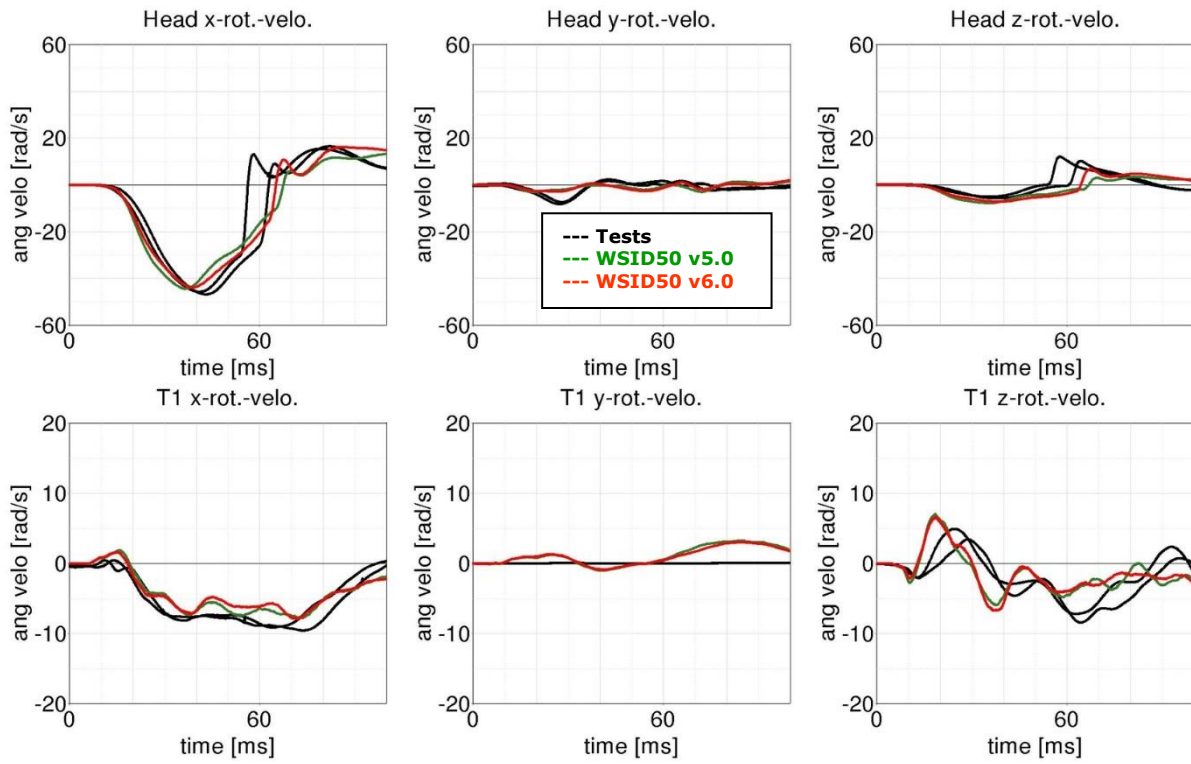 Head x-rot.-velo.
Head y-rot.-velo.
Head z-rot.-velo.
60
20
-20
-60
ang velo [rad/s]
0
60
time [ms]
60
20
-20
-60
ang velo [rad/s]
0
60
time [ms]
--- Tests
--- WSID50 v5.0
--- WSID50 v6.0
60
20
-20
-60
ang velo [rad/s]
0
60
time [ms]
T1 x-rot.-velo.
T1 y-rot.-velo.
T1 z-rot.-velo.
20
10
0
-10
-20
ang velo [rad/s]
0
60
time [ms]
20
10
0
-10
-20
ang velo [rad/s]
0
60
time [ms]
20
10
0
-10
-20
ang velo [rad/s]
0
60
time [ms]